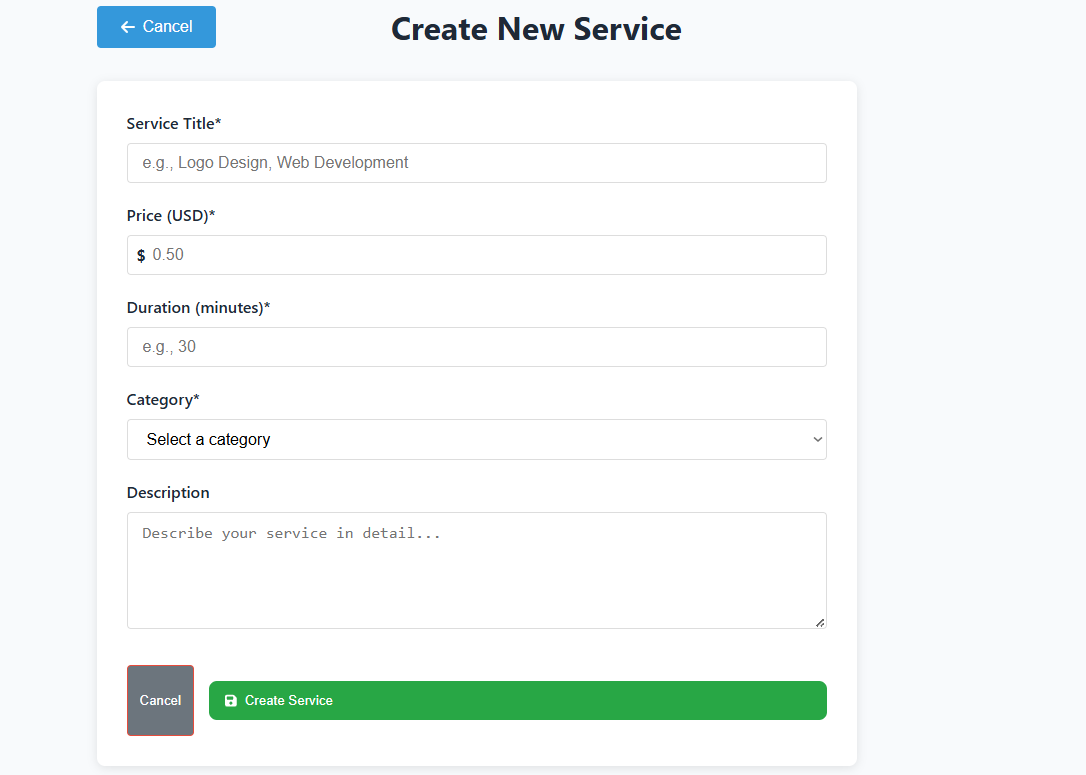 Cancel
Create New Service
Service Title*
e.g., Logo Design, Web Development
Price (USD)*
$ 0.50
Duration (minutes)*
e.g., 30
Category*
Select a category
Description
Describe your service in detail...
Cancel
Create Service